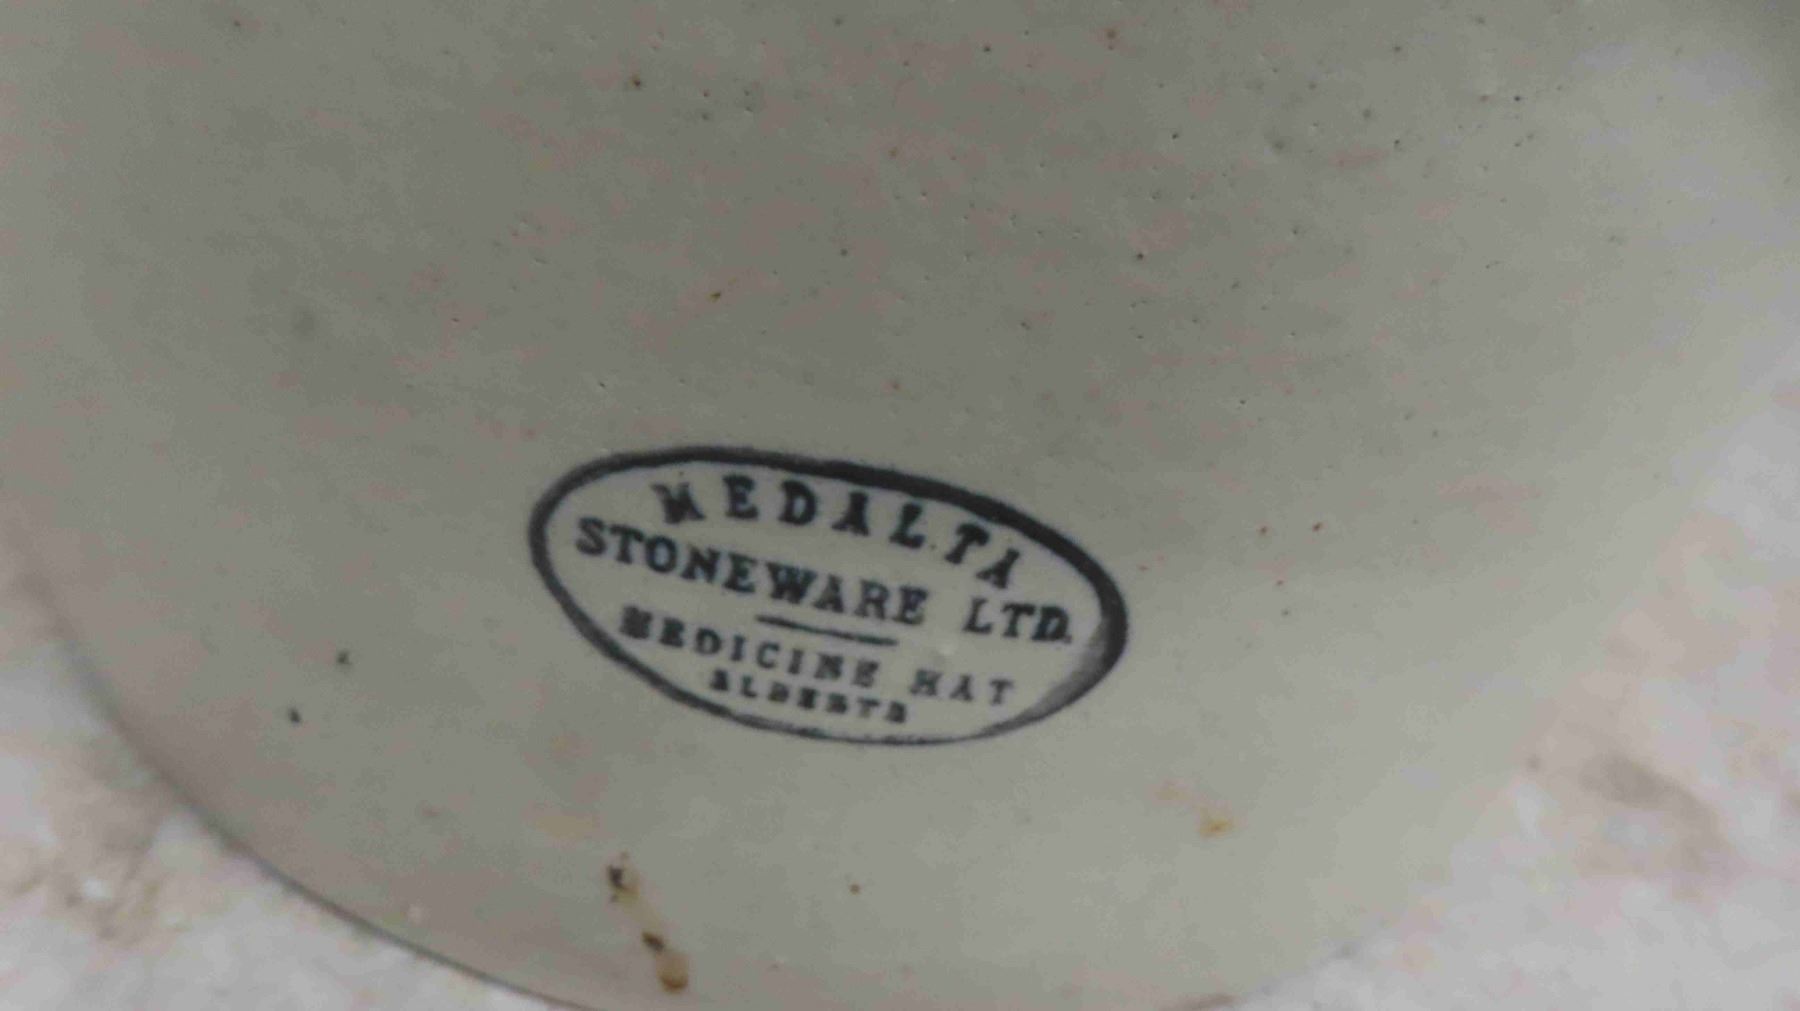 MEDALTA
STONEWARE LTD.
MEDICINE HAT
ALBERTA